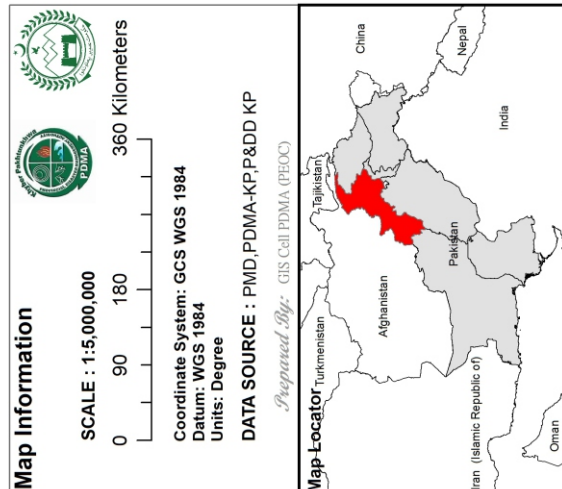 Map Information
Khyber Pakhtunkhwa
PDMA
SCALE : 1:5,000,000
0 90 180 360 Kilometers
Coordinate System: GCS WGS 1984
Datum: WGS 1984
Units: Degree
DATA SOURCE : PMD,PDMA-KP,P&DD KP
Prepared By: GIS Cell PDMA (PEOC)
Map Locator
Turkmenistan
Tajikistan
China
Afghanistan
Iran (Islamic Republic of)
Pakistan
Nepal
India
Oman